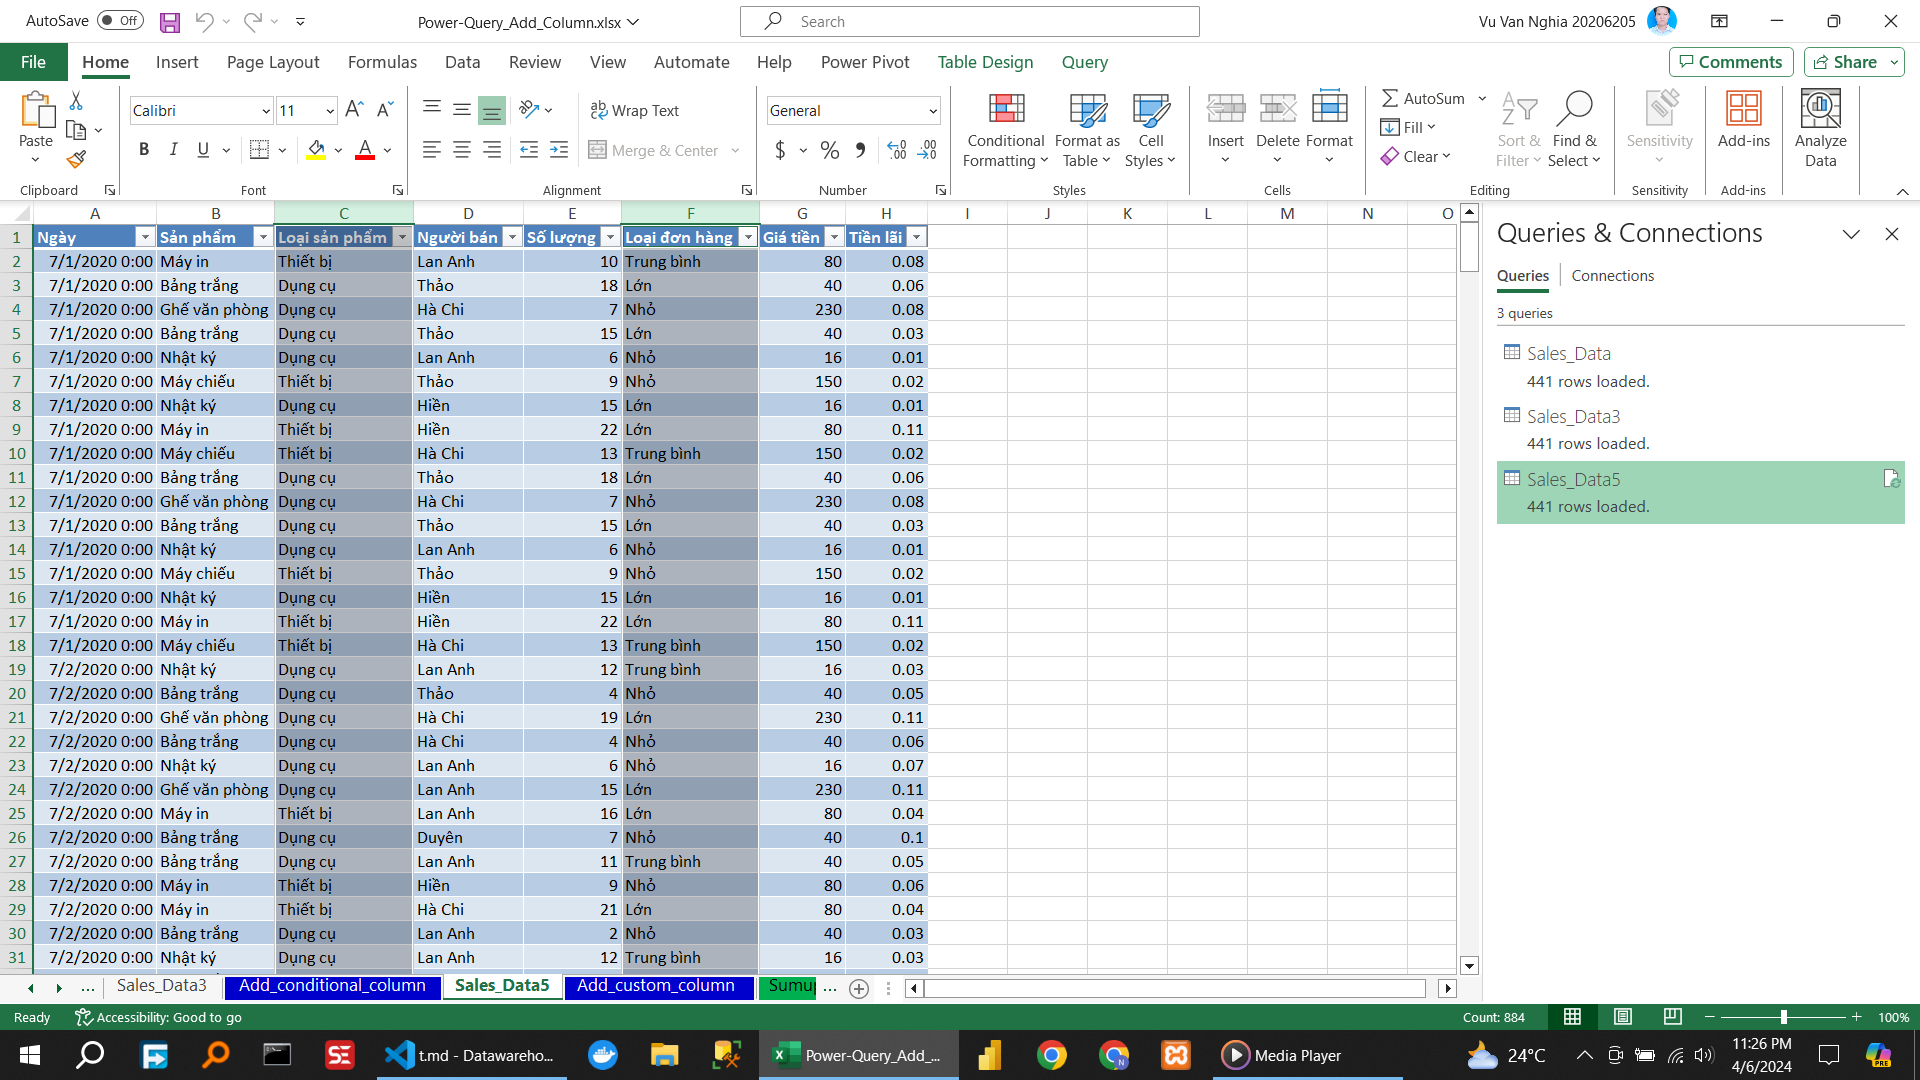 AutoSave Off Power-Query_Add_Column.xlsx Search Vu Van Nghia 20206205
File Home Insert Page Layout Formulas Data Review View Automate Help Power Pivot Table Design Query Comments Share
Paste
Clipboard
Calibri 11
B I U
Font
Wrap Text
Merge & Center
Alignment
General
$ % 
Number
Conditional Formatting
Format as Table
Cell Styles
Styles
Insert Delete Format
Cells
AutoSum
Fill
Clear
Sort & Filter
Find & Select
Editing
Sensitivity
Sensitivity
Add-ins
Add-ins
Analyze Data
A B C D E F G H I J K L M N O
1 Ngày Sản phẩm Loại sản phẩm Người bán Số lượng Loại đơn hàng Giá tiền Tiền lãi
2 7/1/2020 0:00 Máy in Thiết bị Lan Anh 10 Trung bình 80 0.08
3 7/1/2020 0:00 Bảng trắng Dụng cụ Thảo 18 Lớn 40 0.06
4 7/1/2020 0:00 Ghế văn phòng Dụng cụ Hà Chi 7 Nhỏ 230 0.08
5 7/1/2020 0:00 Bảng trắng Dụng cụ Thảo 15 Lớn 40 0.03
6 7/1/2020 0:00 Nhật ký Dụng cụ Lan Anh 6 Nhỏ 16 0.01
7 7/1/2020 0:00 Máy chiếu Thiết bị Thảo 9 Nhỏ 150 0.02
8 7/1/2020 0:00 Nhật ký Dụng cụ Hiền 15 Lớn 16 0.01
9 7/1/2020 0:00 Máy in Thiết bị Hiền 22 Lớn 80 0.11
10 7/1/2020 0:00 Máy chiếu Thiết bị Hà Chi 13 Trung bình 150 0.02
11 7/1/2020 0:00 Bảng trắng Dụng cụ Thảo 18 Lớn 40 0.06
12 7/1/2020 0:00 Ghế văn phòng Dụng cụ Hà Chi 7 Nhỏ 230 0.08
13 7/1/2020 0:00 Bảng trắng Dụng cụ Thảo 15 Lớn 40 0.03
14 7/1/2020 0:00 Nhật ký Dụng cụ Lan Anh 6 Nhỏ 16 0.01
15 7/1/2020 0:00 Máy chiếu Thiết bị Thảo 9 Nhỏ 150 0.02
16 7/1/2020 0:00 Nhật ký Dụng cụ Hiền 15 Lớn 16 0.01
17 7/1/2020 0:00 Máy in Thiết bị Hiền 22 Lớn 80 0.11
18 7/1/2020 0:00 Máy chiếu Thiết bị Hà Chi 13 Trung bình 150 0.02
19 7/2/2020 0:00 Nhật ký Dụng cụ Lan Anh 12 Trung bình 16 0.03
20 7/2/2020 0:00 Bảng trắng Dụng cụ Thảo 4 Nhỏ 40 0.05
21 7/2/2020 0:00 Ghế văn phòng Dụng cụ Hà Chi 19 Lớn 230 0.11
22 7/2/2020 0:00 Bảng trắng Dụng cụ Hà Chi 4 Nhỏ 40 0.06
23 7/2/2020 0:00 Nhật ký Dụng cụ Lan Anh 6 Nhỏ 16 0.07
24 7/2/2020 0:00 Ghế văn phòng Dụng cụ Lan Anh 15 Lớn 230 0.11
25 7/2/2020 0:00 Máy in Thiết bị Lan Anh 16 Lớn 80 0.04
26 7/2/2020 0:00 Bảng trắng Dụng cụ Duyên 7 Nhỏ 40 0.1
27 7/2/2020 0:00 Bảng trắng Dụng cụ Lan Anh 11 Trung bình 40 0.05
28 7/2/2020 0:00 Máy in Thiết bị Hiền 9 Nhỏ 80 0.06
29 7/2/2020 0:00 Máy in Thiết bị Hà Chi 21 Lớn 80 0.04
30 7/2/2020 0:00 Bảng trắng Dụng cụ Lan Anh 2 Nhỏ 40 0.03
31 7/2/2020 0:00 Nhật ký Dụng cụ Lan Anh 12 Trung bình 16 0.03
Queries & Connections
Queries Connections
3 queries
Sales_Data
441 rows loaded.
Sales_Data3
441 rows loaded.
Sales_Data5
441 rows loaded.
... Sales_Data3 Add_conditional_column Sales_Data5 Add_custom_column Sumup ...
Ready Accessibility: Good to go Count: 884 100%
t.md - Datawareho... Power-Query_Add_... Media Player 24°C 11:26 PM
4/6/2024